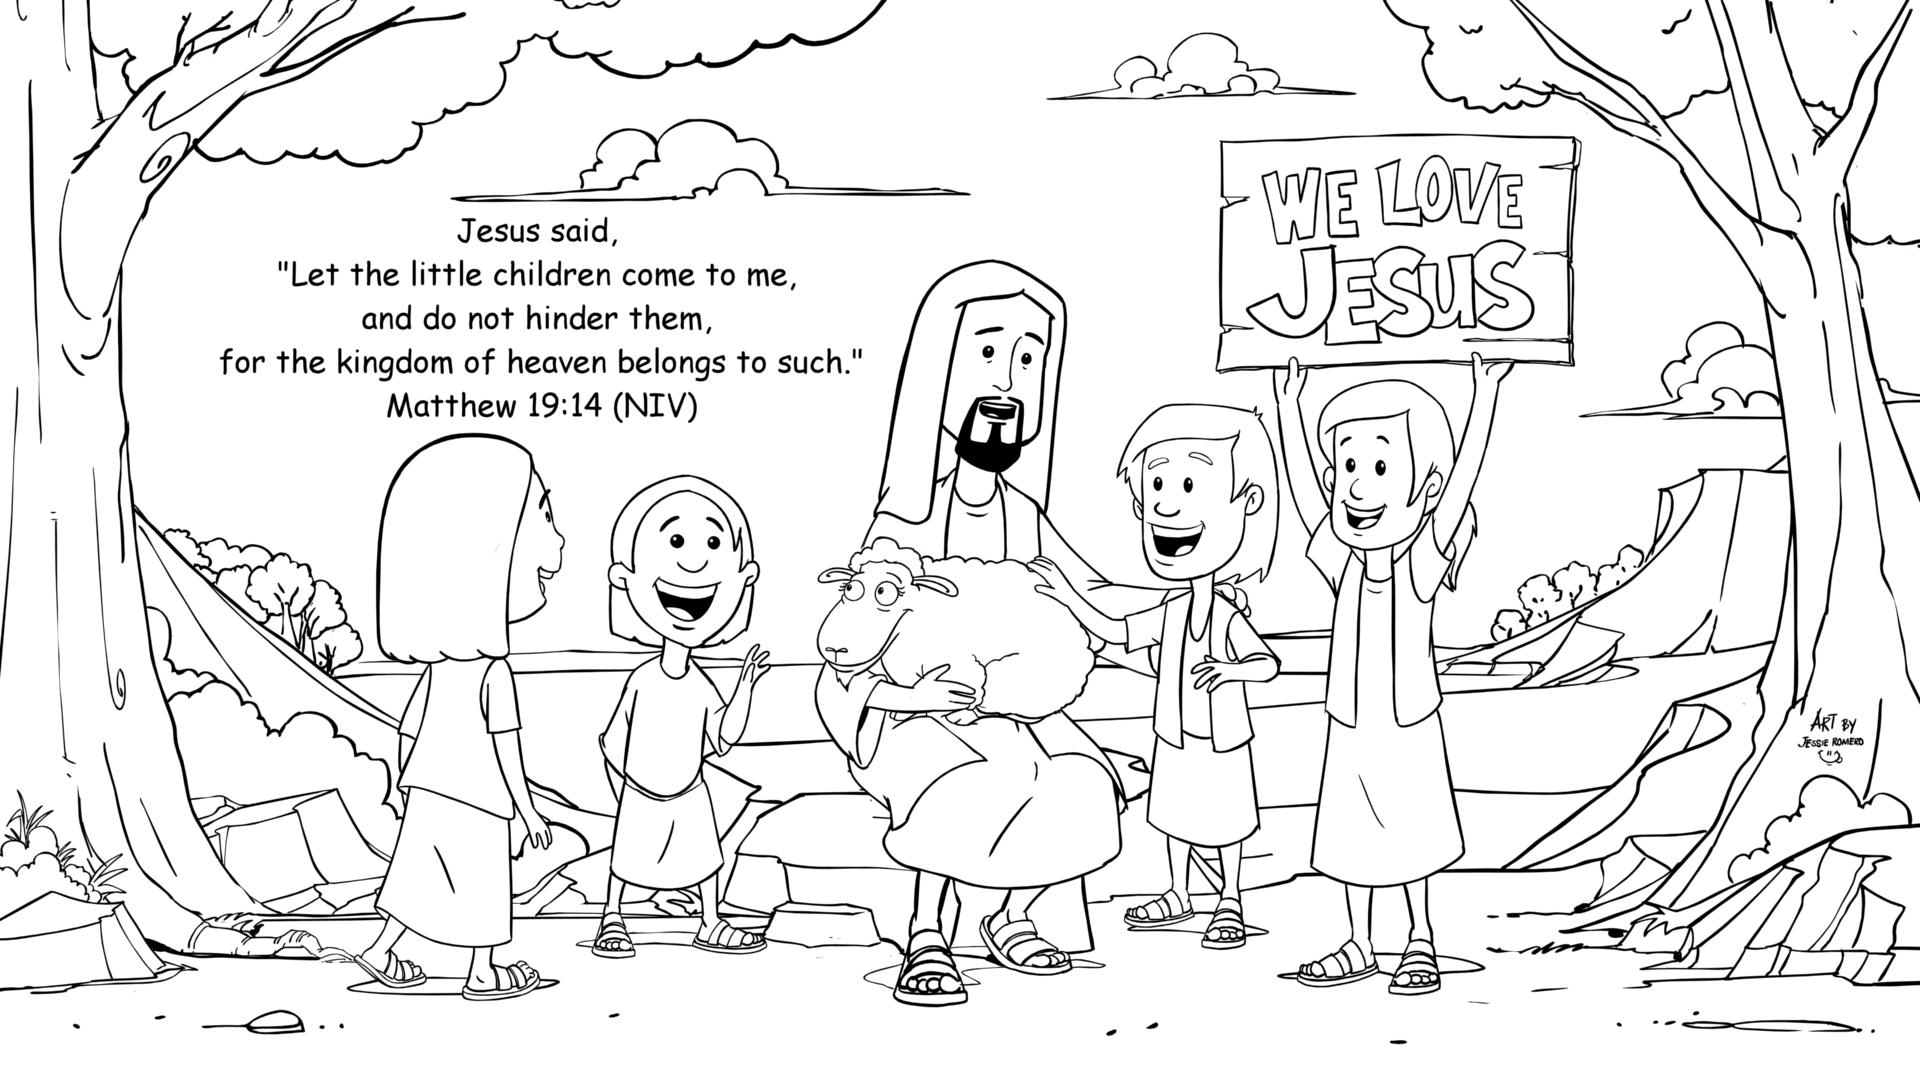 Jesus said,
"Let the little children come to me,
and do not hinder them,
for the kingdom of heaven belongs to such."
Matthew 19:14 (NIV)
WE LOVE
JESUS
ART BY
JESSIE ROMERO